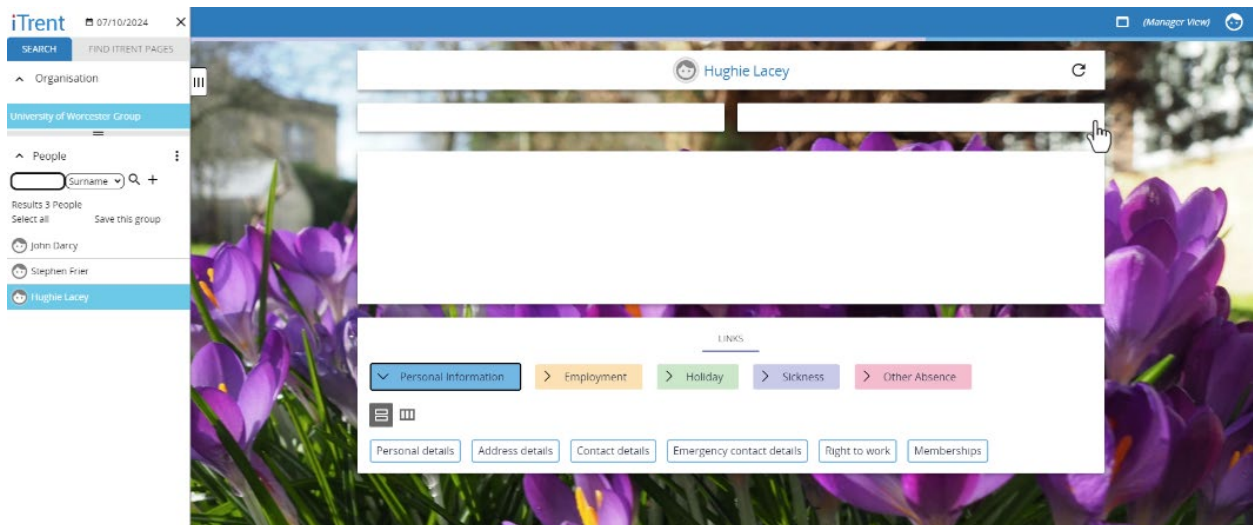 iTrent
07/10/2024
(Manager View)
SEARCH
FIND ITRENT PAGES
Organisation
University of Worcester Group
People
Surname
Results 3 People
Select all
Save this group
John Darcy
Stephen Frier
Hughie Lacey
Hughie Lacey
LINKS
Personal Information
Employment
Holiday
Sickness
Other Absence
Personal details
Address details
Contact details
Emergency contact details
Right to work
Memberships